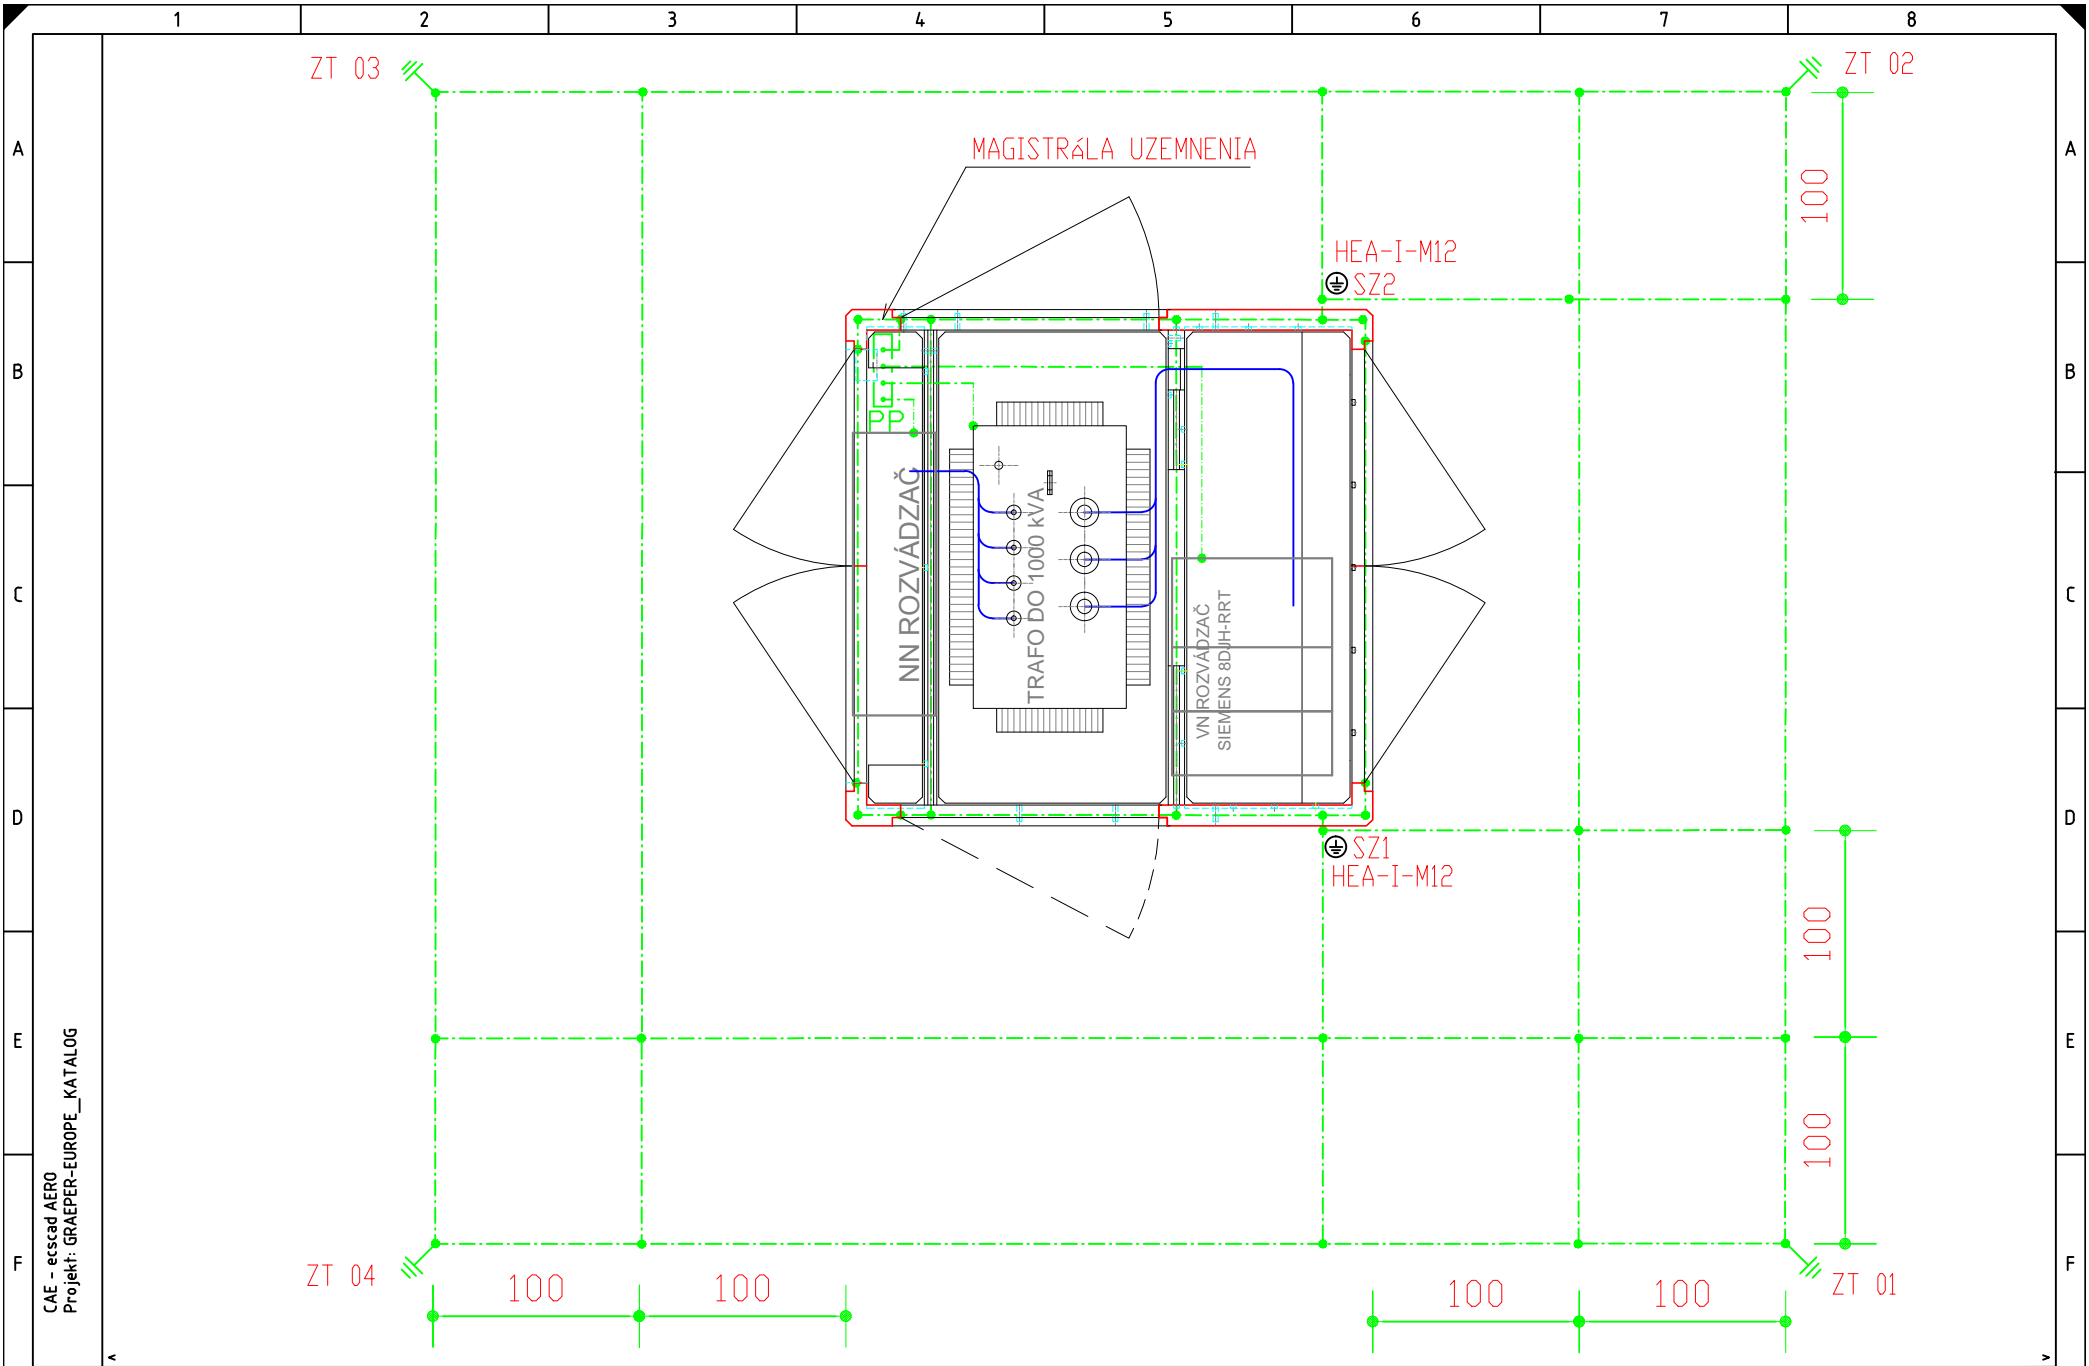 1 2 3 4 5 6 7 8
ZT 03
ZT 02
A
A
MAGISTRáLA UZEMNENIA
100
HEA-I-M12
SZ2
B
B
PP
NN ROZVÁDZAČ
TRAFO DO 1000 kVA
VN ROZVÁDZAČ
SIEMENS 8DJH-RRT
C
C
D
D
SZ1
HEA-I-M12
100
E
E
100
F
F
ZT 04
ZT 01
100
100
100
100
CAE - ecscad AERO
Projekt: GRAEPER-EUROPE_KATALOG
< >